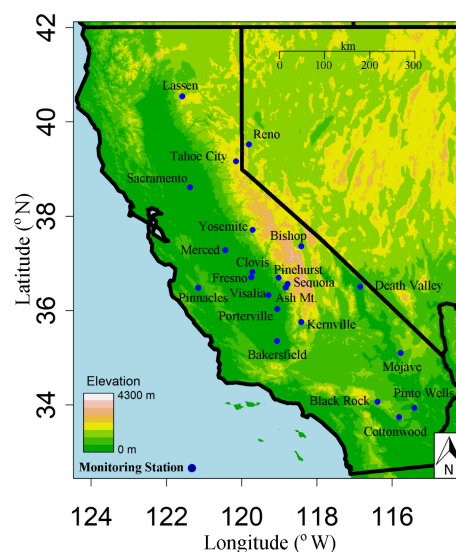 42
km
0 50 180 300
Lassen
40
Reno
Tahoe City
Sacramento
38
Yosemite
Bishop
Merced
Clovis
Pinehurst
Fresno
Sequoia
Death Valley
Pinnacles
Visalia
Ash Mt.
36
Porterville
Kernville
Bakersfield
Mojave
Elevation
4300 m
0 m
Black Rock
Pinto Wells
34
Cottonwood
N
Monitoring Station
Latitude (° N)
124 122 120 118 116
Longitude (° W)